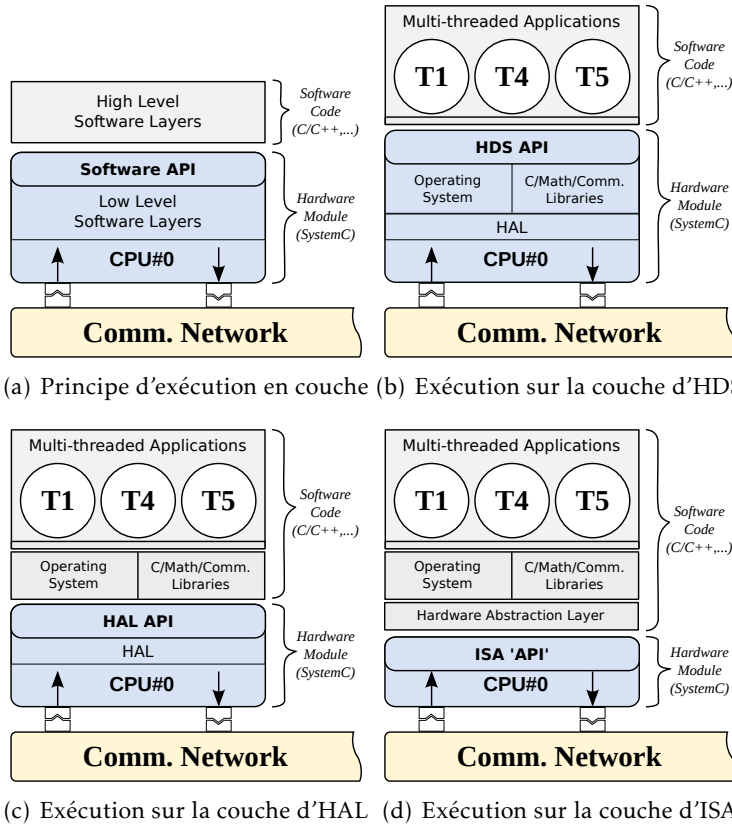 High Level
Software Layers
Software
Code
(C/C++,...)
Software API
Low Level
Software Layers
CPU#0
Hardware
Module
(SystemC)
Comm. Network
(a) Principe d'exécution en couche
Multi-threaded Applications
T1 T4 T5
Software
Code
(C/C++,...)
HDS API
Operating
System
C/Math/Comm.
Libraries
HAL
CPU#0
Hardware
Module
(SystemC)
Comm. Network
(b) Exécution sur la couche d'HDS
Multi-threaded Applications
T1 T4 T5
Operating
System
C/Math/Comm.
Libraries
Software
Code
(C/C++,...)
HAL API
HAL
CPU#0
Hardware
Module
(SystemC)
Comm. Network
(c) Exécution sur la couche d'HAL
Multi-threaded Applications
T1 T4 T5
Operating
System
C/Math/Comm.
Libraries
Hardware Abstraction Layer
Software
Code
(C/C++,...)
ISA 'API'
CPU#0
Hardware
Module
(SystemC)
Comm. Network
(d) Exécution sur la couche d'ISA